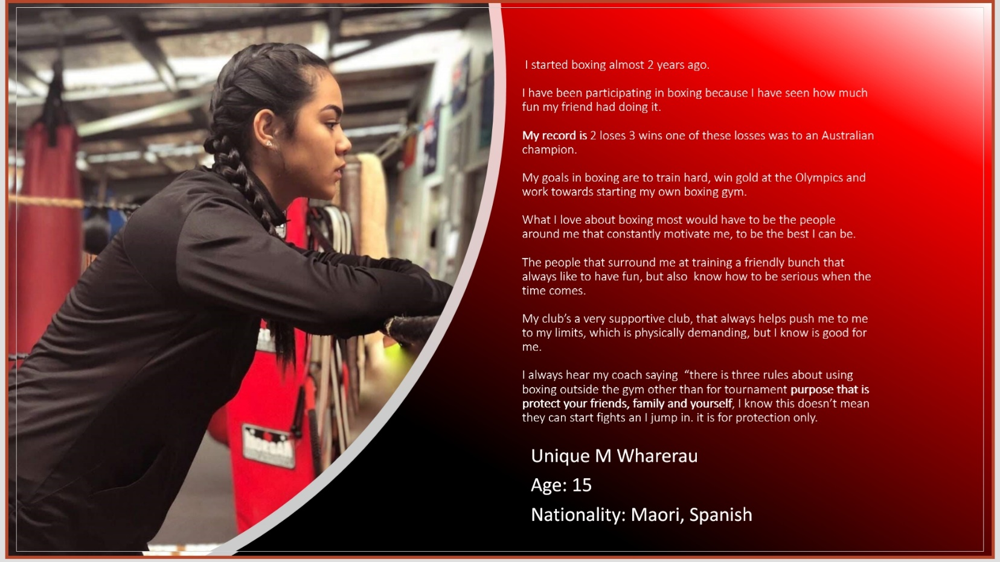 I started boxing almost 2 years ago.
I have been participating in boxing because I have seen how much
fun my friend had doing it.
My record is 2 loses 3 wins one of these losses was to an Australian
champion.
My goals in boxing are to train hard, win gold at the Olympics and
work towards starting my own boxing gym.
What I love about boxing most would have to be the people
around me that constantly motivate me, to be the best I can be.
The people that surround me at training a friendly bunch that
always like to have fun, but also  know how to be serious when the
time comes.
My club’s a very supportive club, that always helps push me to me
to my limits, which is physically demanding, but I know is good for
me.
I always hear my coach saying  “there is three rules about using
boxing outside the gym other than for tournament purpose that is
protect your friends, family and yourself, I know this doesn’t mean
they can start fights an I jump in. it is for protection only.
Unique M Wharerau
Age: 15
Nationality: Maori, Spanish
MORGAN